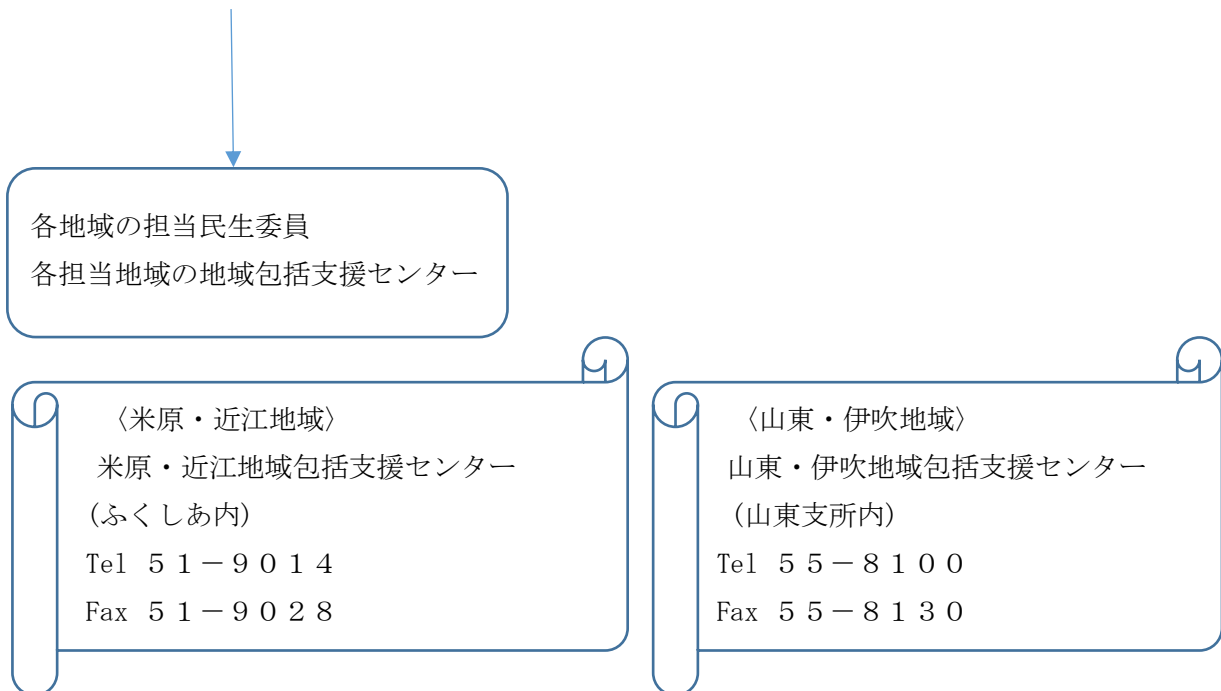 各地域の担当民生委員
各担当地域の地域包括支援センター
〈米原・近江地域〉
米原・近江地域包括支援センター
(ふくしあ内)
Tel ５１－９０１４
Fax ５１－９０２８
〈山東・伊吹地域〉
山東・伊吹地域包括支援センター
(山東支所内)
Tel ５５－８１００
Fax ５５－８１３０